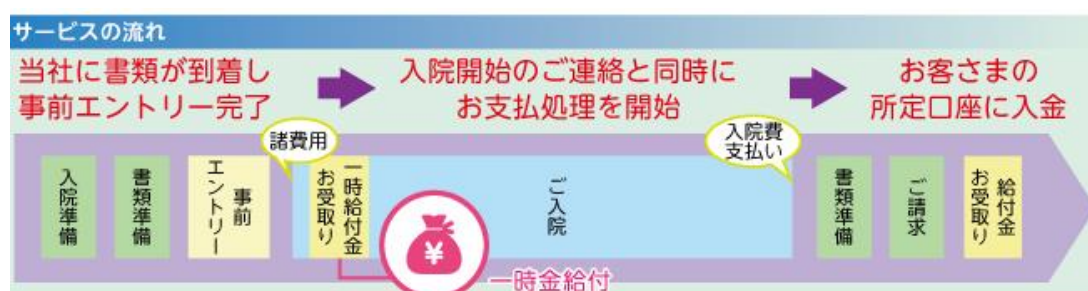 サービスの流れ
当社に書類が到着し
事前エントリー完了
入院開始のご連絡と同時に
お支払処理を開始
お客さまの
所定口座に入金
諸費用
入院費
支払い
入院準備
書類準備
事前
エントリー
一時給付金
お受取り
ご入院
書類準備
ご請求
給付金
お受取り
¥
一時金給付